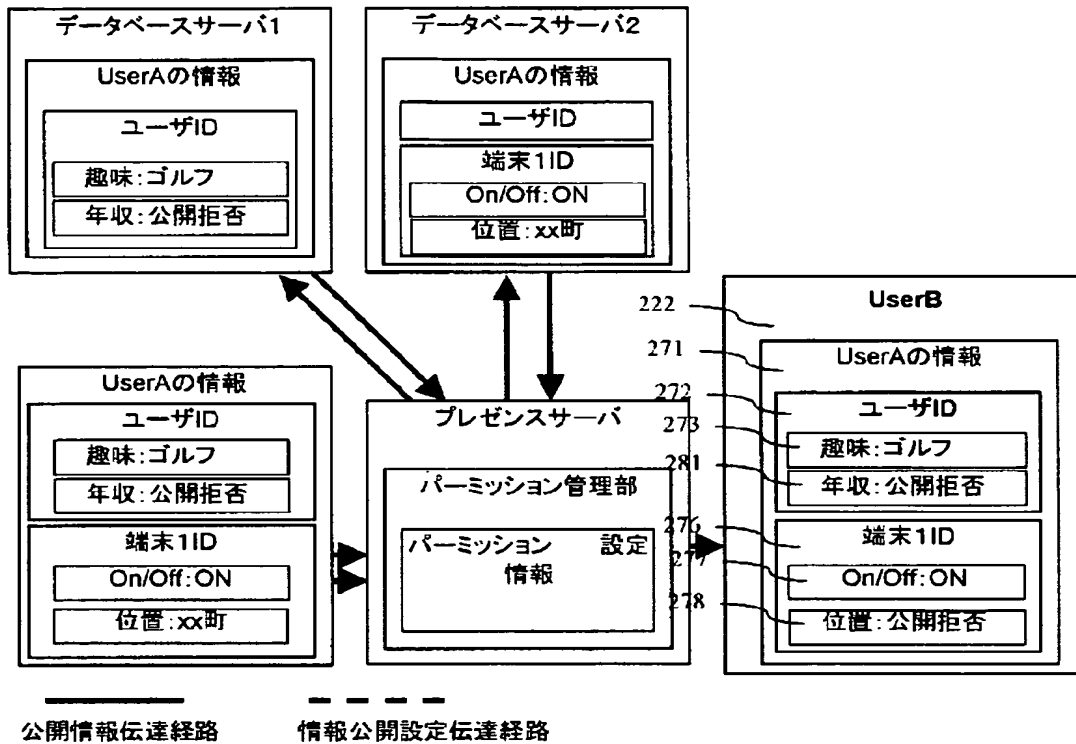 データベースサーバ1
UserAの情報
ユーザID
趣味:ゴルフ
年収:公開拒否
データベースサーバ2
UserAの情報
ユーザID
端末1ID
On/Off:ON
位置:xx町
UserAの情報
ユーザID
趣味:ゴルフ
年収:公開拒否
端末1ID
On/Off:ON
位置:xx町
プレゼンスサーバ
パーミッション管理部
パーミッション 設定
情報
222
271
272
273
281
276
277
278
UserB
UserAの情報
ユーザID
趣味:ゴルフ
年収:公開拒否
端末1ID
On/Off:ON
位置:公開拒否
公開情報伝達経路
情報公開設定伝達経路